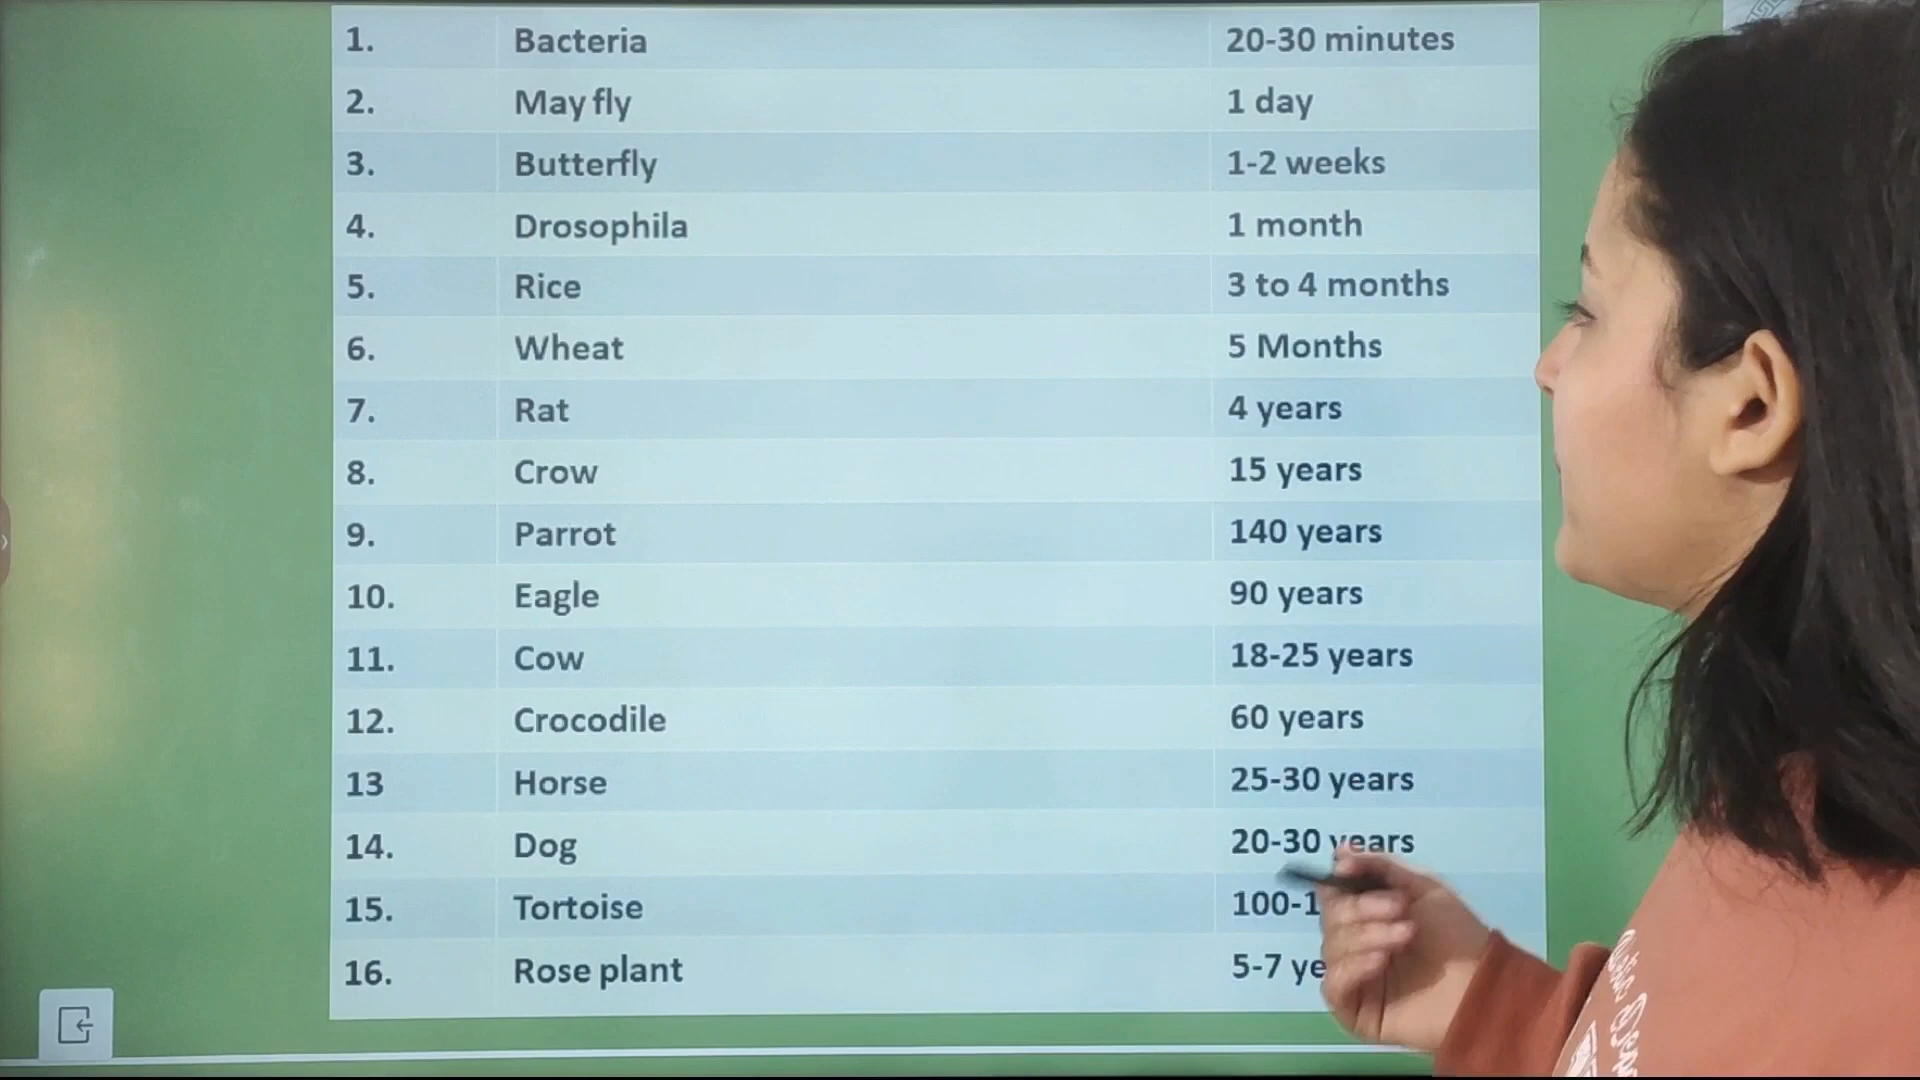 1. Bacteria 20-30 minutes
2. May fly 1 day
3. Butterfly 1-2 weeks
4. Drosophila 1 month
5. Rice 3 to 4 months
6. Wheat 5 Months
7. Rat 4 years
8. Crow 15 years
9. Parrot 140 years
10. Eagle 90 years
11. Cow 18-25 years
12. Crocodile 60 years
13 Horse 25-30 years
14. Dog 20-30 years
15. Tortoise
16. Rose plant 5-7